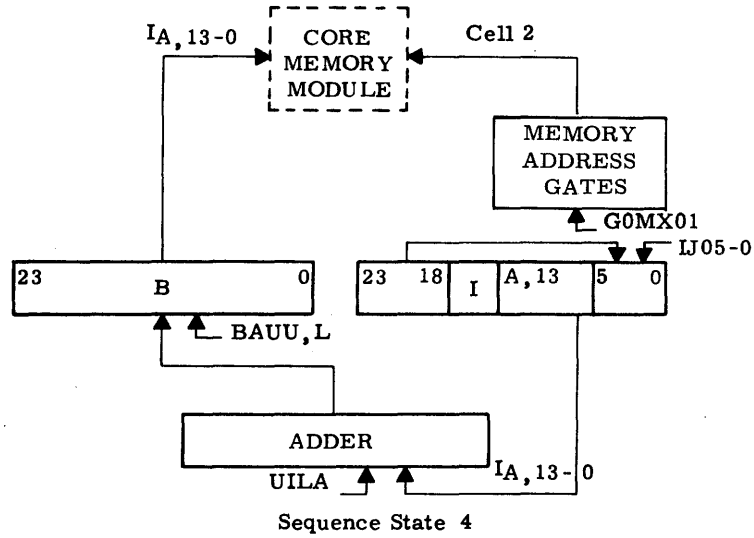 IA, 13-0
CORE
MEMORY
MODULE
Cell 2
MEMORY
ADDRESS
GATES
G0MX01
IJ05-0
23 B 0
23 18 I A, 13 5 0
BAUU, L
ADDER
UILA
IA, 13-0
Sequence State 4